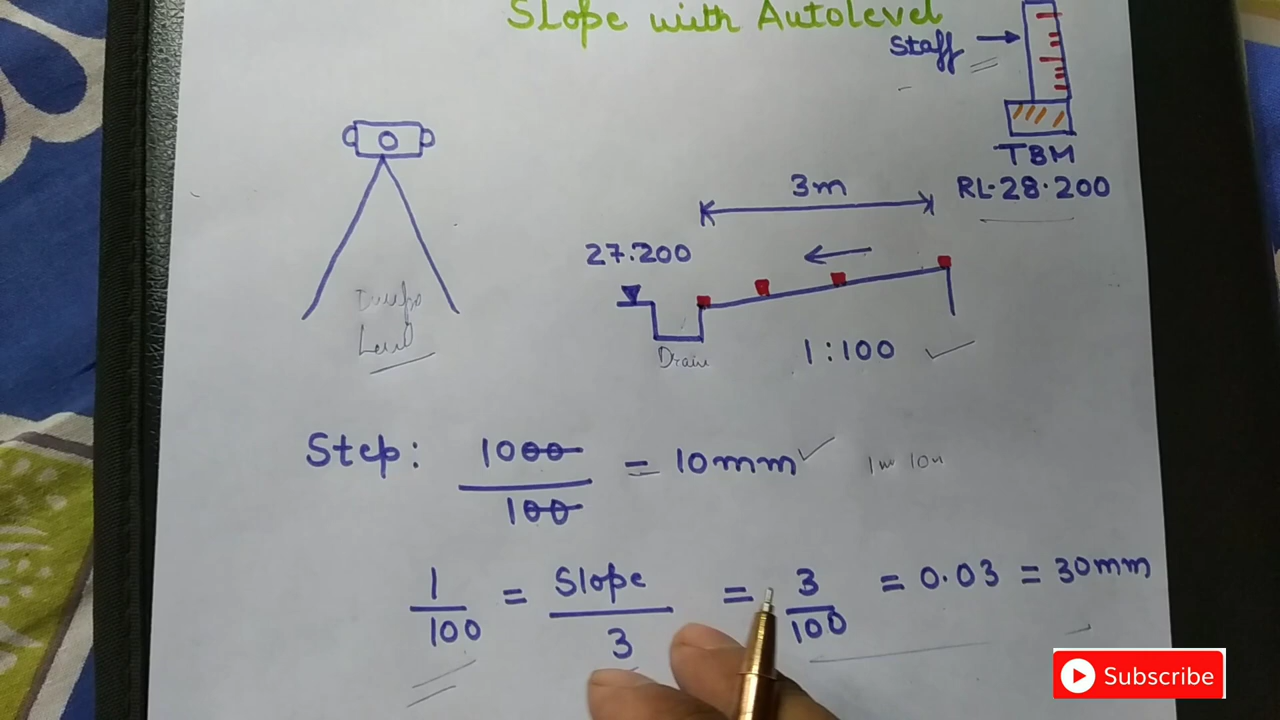 Slope with Autolevel
Staff
TBM
RL.28.200
3m
27.200
Level
Drain
1:100
Step: 1000/100 = 10mm
1m 10m
1/100 = Slope/3 = 3/100 = 0.03 = 30mm
Subscribe